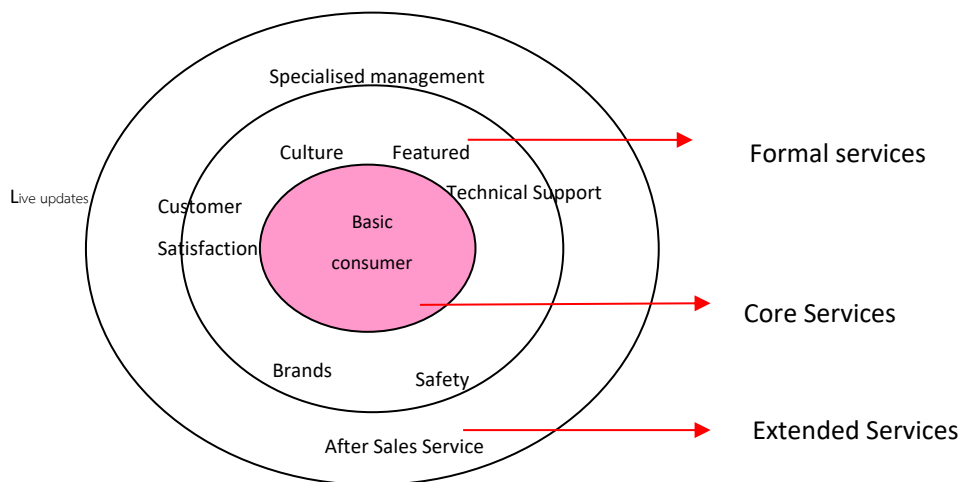 Specialised management
Culture Featured
Formal services
Live updates
Technical Support
Customer
Satisfaction
Basic
consumer
Core Services
Brands
Safety
After Sales Service
Extended Services